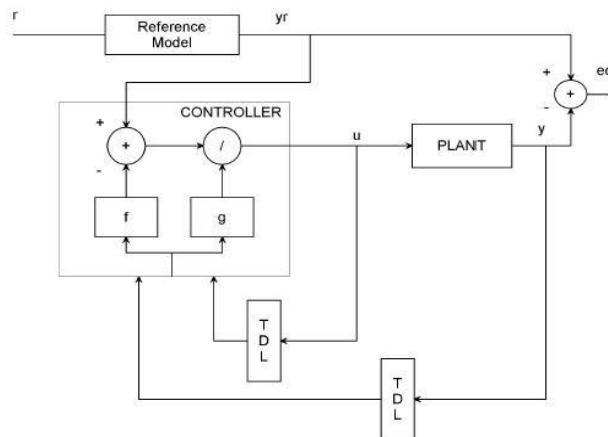 r
Reference
Model
yr
+
-
+
ec
CONTROLLER
+
+
-
/
u
PLANT
y
f
g
T
D
L
T
D
L